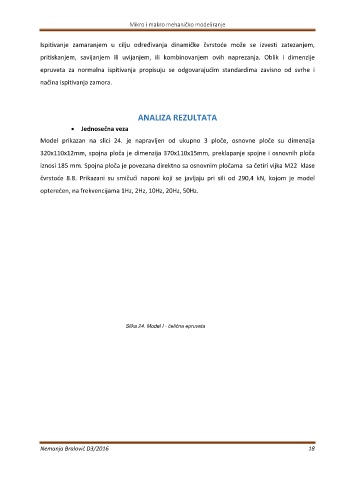 Mikro i makro mehaničko modeliranje
Ispitivanje zamaranjem u cilju određivanja dinamičke čvrstoće može se izvesti zatezanjem,
pritiskanjem, savijanjem ili uvijanjem, ili kombinovanjem ovih naprezanja. Oblik i dimenzije
epruveta za normalna ispitivanja propisuju se odgovarajućim standardima zavisno od svrhe i
načina ispitivanja zamora.
ANALIZA REZULTATA
• Jednosečna veza
Model prikazan na slici 24. je napravljen od ukupno 3 ploče, osnovne ploče su dimenzija
320x110x12mm, spojna ploča je dimenzija 370x110x15mm, preklapanje spojne i osnovnih ploča
iznosi 185 mm. Spojna ploča je povezana direktno sa osnovnim pločama sa četiri vijka M22 klase
čvrstoće 8.8. Prikazani su smičući naponi koji se javljaju pri sili od 290,4 kN, kojom je model
opterećen, na frekvencijama 1Hz, 2Hz, 10Hz, 20Hz, 50Hz.
Slika 24. Model I - čelična epruveta
Nemanja Bralović D3/2016 18